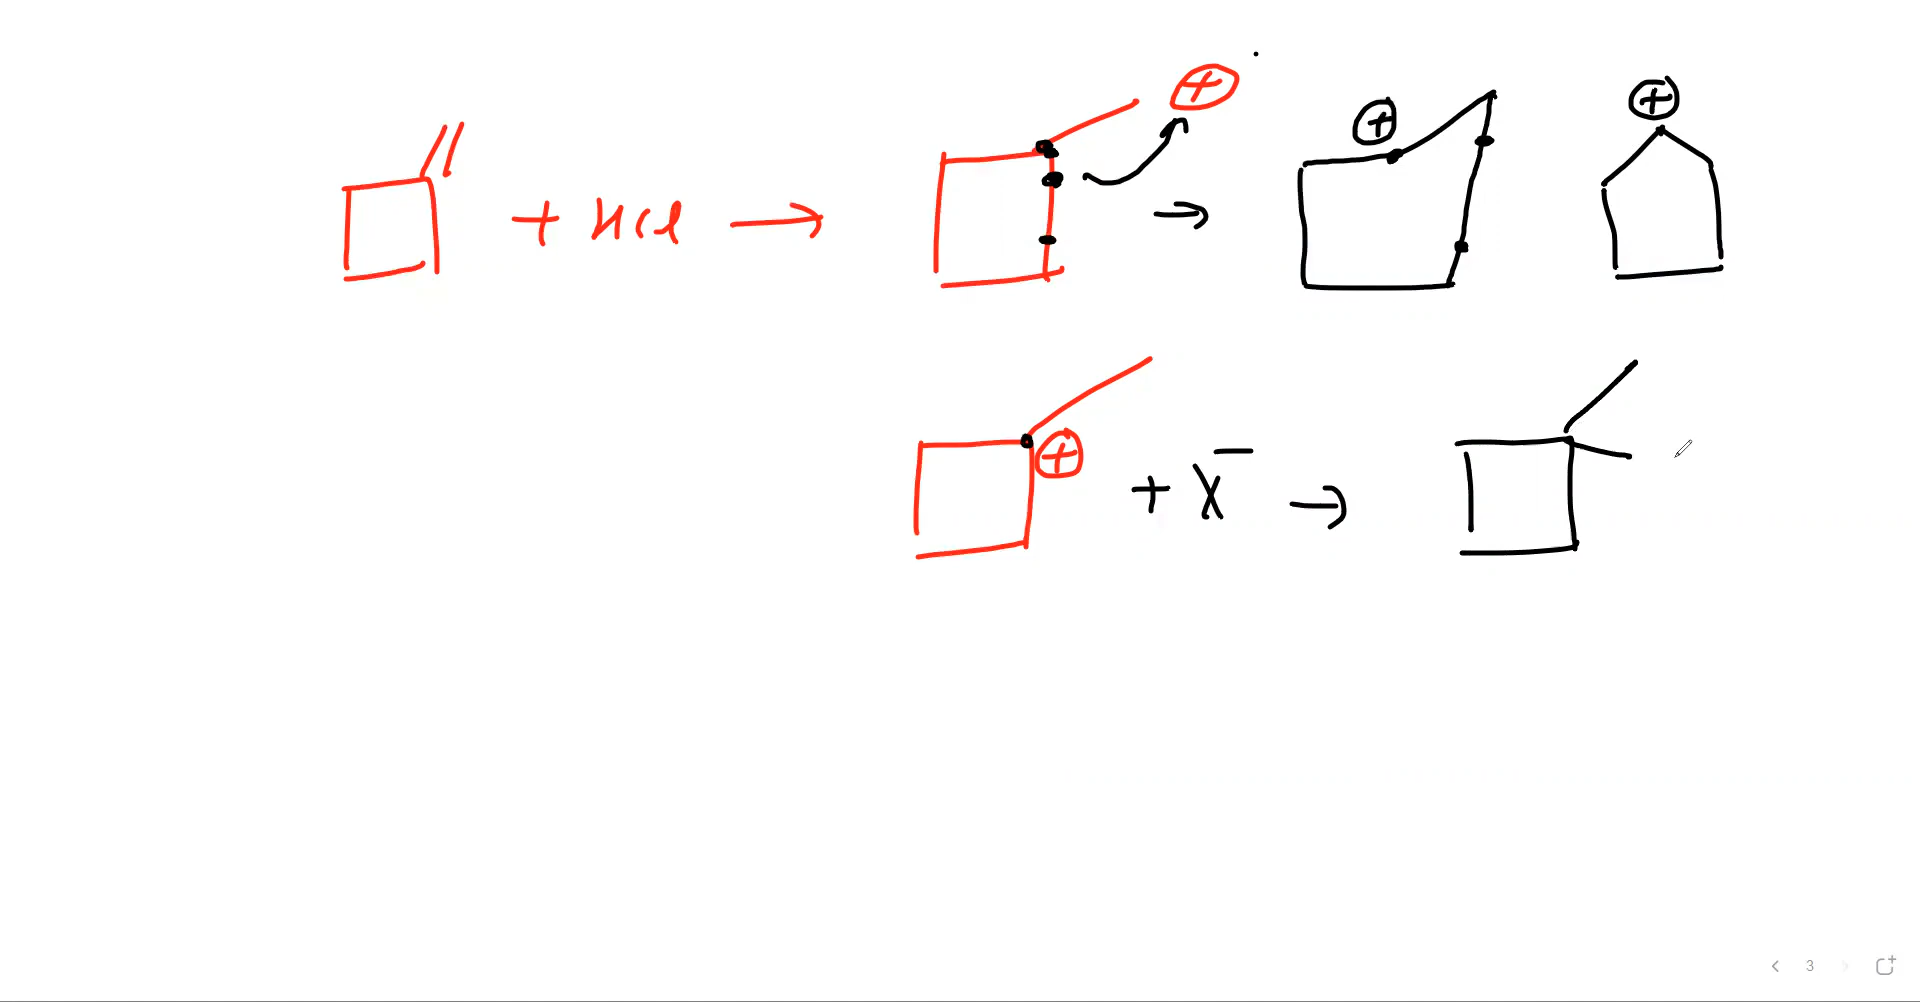 + HCl → ⊕ → ⊕ ⊕
⊕ + X⁻ →
3